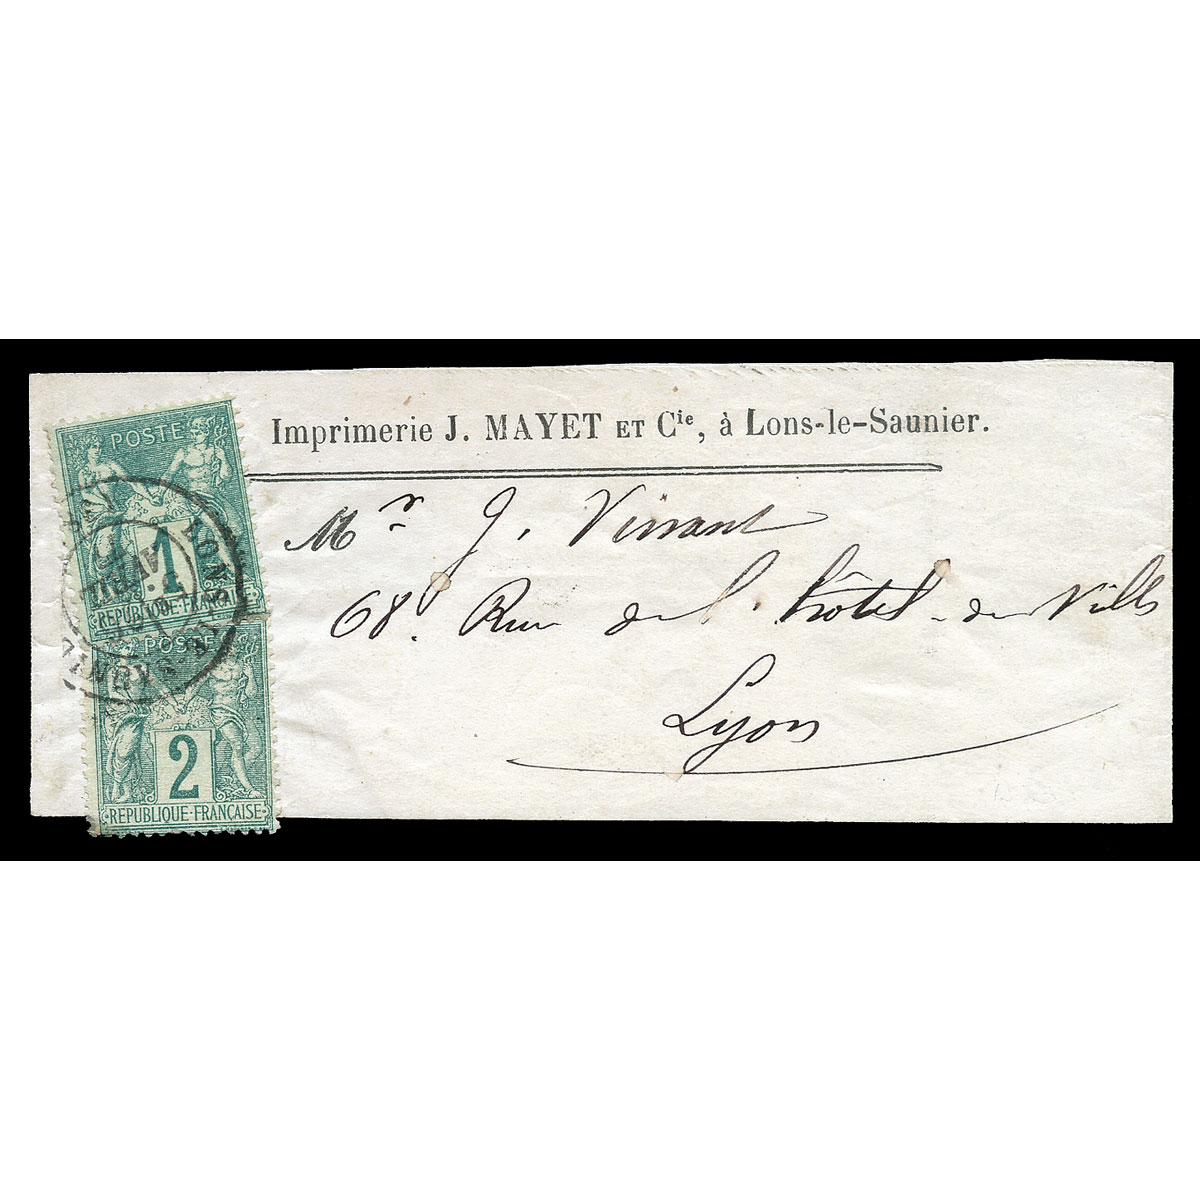 Imprimerie J. MAYET ET Cie, à Lons-le-Saunier.
POSTE
1
REPUBLIQUE·FRANÇAISE
AVRIL
POSTE
2
REPUBLIQUE·FRANÇAISE
Mr J.
68. Rue de l'hôtel-de Ville
Lyon